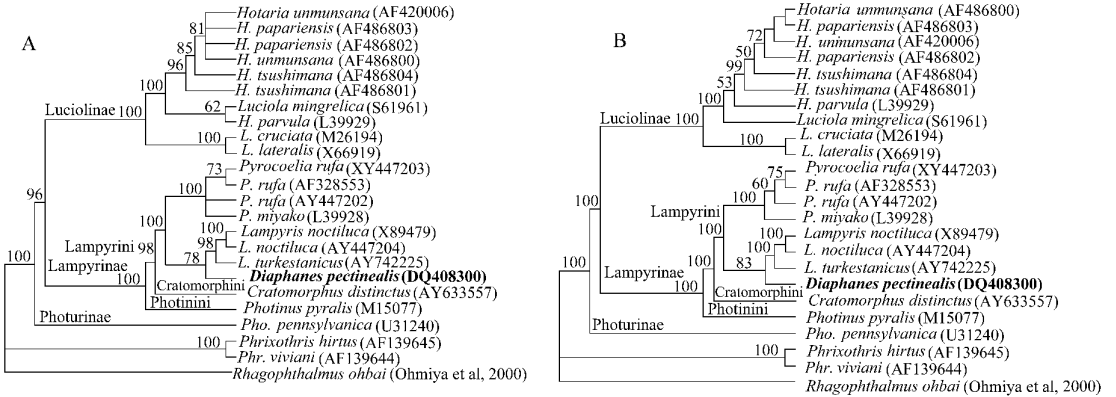 A
Hotaria unmunsana (AF420006)
H. papariensis (AF486803)
H. papariensis (AF486802)
H. unmunsana (AF486800)
H. tsushimana (AF486804)
H. tsushimana (AF486801)
Luciola mingrelica (S61961)
H. parvula (L39929)
L. cruciata (M26194)
L. lateralis (X66919)
Pyrocoelia rufa (XY447203)
P. rufa (AF328553)
P. rufa (AY447202)
P. miyako (L39928)
Lampyris noctiluca (X89479)
L. noctiluca (AY447204)
L. turkestanicus (AY742225)
Diaphanes pectinealis (DQ408300)
Cratomorphus distinctus (AY633557)
Photinus pyralis (M15077)
Pho. pennsylvanica (U31240)
Phrixothris hirtus (AF139645)
Phr. viviani (AF139644)
Rhagophthalmus ohbai (Ohmiya et al, 2000)
81
85
96
100
62
Luciolinae 100
100
73
100
96
100
100
98
Lampyrini 98
78
Lampyrinae
100
Cratomorphini
Photinini
100
Photurinae
100
B
Hotaria unmunsana (AF486800)
H. papariensis (AF486803)
H. unmunsana (AF420006)
H. papariensis (AF486802)
H. tsushimana (AF486804)
H. tsushimana (AF486801)
H. parvula (L39929)
Luciola mingrelica (S61961)
L. cruciata (M26194)
L. lateralis (X66919)
Pyrocoelia rufa (XY447203)
P. rufa (AF328553)
P. rufa (AY447202)
P. miyako (L39928)
Lampyris noctiluca (X89479)
L. noctiluca (AY447204)
L. turkestanicus (AY742225)
Diaphanes pectinealis (DQ408300)
Cratomorphus distinctus (AY633557)
Photinus pyralis (M15077)
Pho. pennsylvanica (U31240)
Phrixothris hirtus (AF139645)
Phr. viviani (AF139644)
Rhagophthalmus ohbai (Ohmiya et al, 2000)
72
50
99
53
100
Luciolinae 100
100
75
60
100
Lampyrini
100
100
100
100
100
83
Lampyrinae
100
Cratomorphini
Photinini
100
Photurinae
100